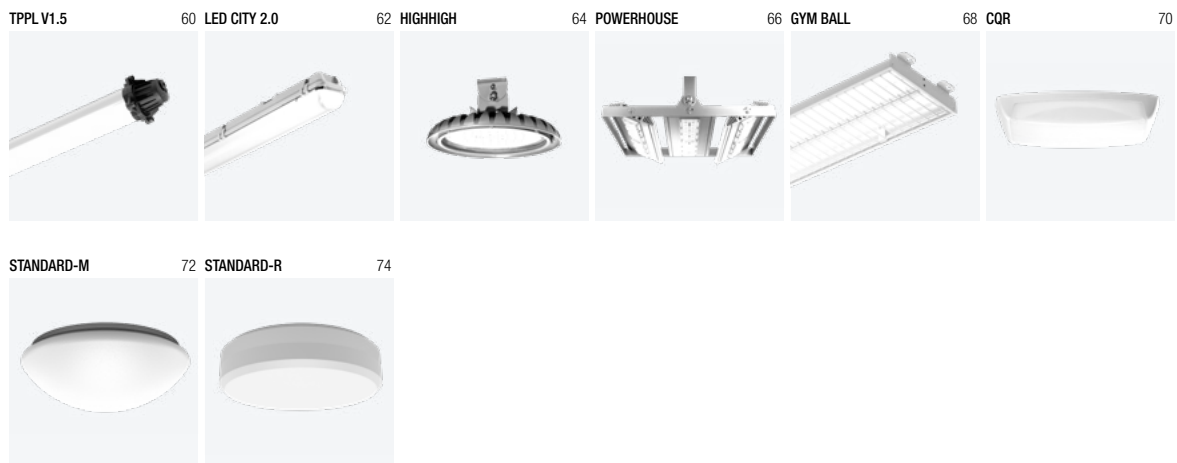 TPPL V1.5 60 LED CITY 2.0 62 HIGHHIGH 64 POWERHOUSE 66 GYM BALL 68 CQR 70
STANDARD-M 72 STANDARD-R 74